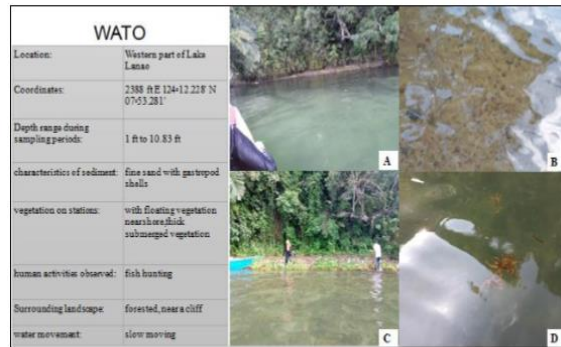 WATO
Location:
Western part of Lake
Lanao
Coordinates:
2388 ft E 124•12.228' N
07•53.281'
Depth range during
sampling periods:
1 ft to 10.83 ft
characteristics of sediment:
fine sand with gastropod
shells
vegetation on stations:
with floating vegetation
nearshore,thick
submerged vegetation
human activities observed:
fish hunting
Surrounding landscape:
forested, near a cliff
water movement:
slow moving
A
B
C
D